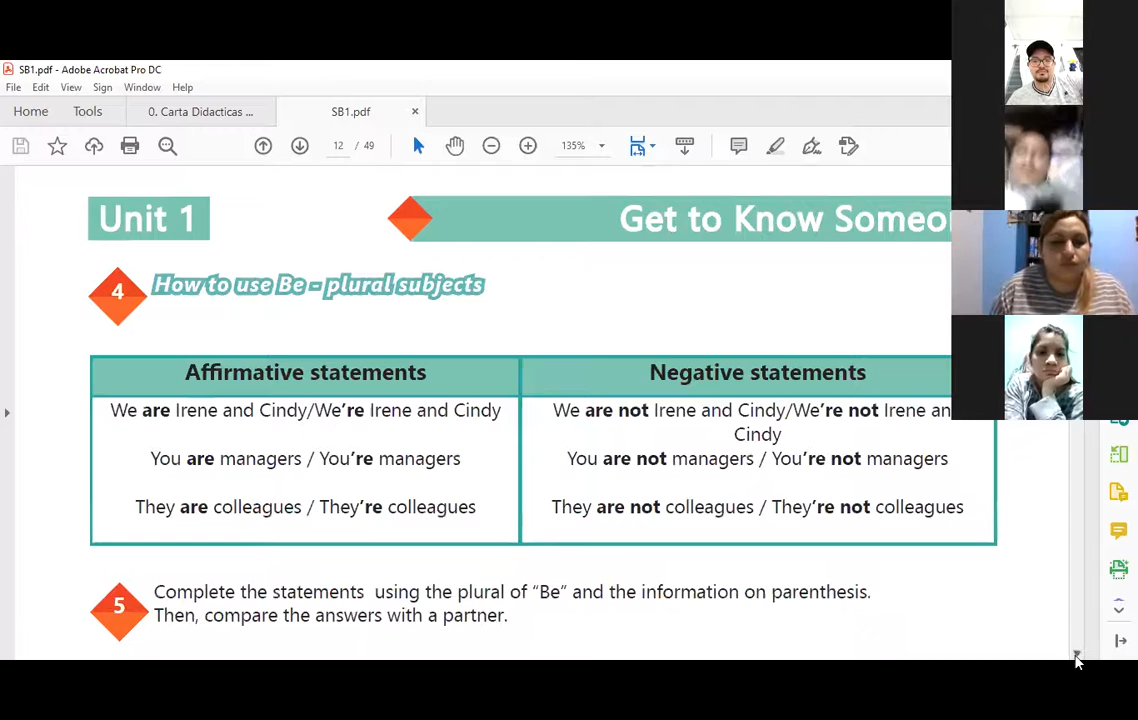 SB1.pdf - Adobe Acrobat Pro DC
File Edit View Sign Window Help
Home Tools 0. Carta Didacticas ... SB1.pdf ×
12 / 49 135%
Unit 1 Get to Know Someo
4 How to use Be - plural subjects
Affirmative statements
We are Irene and Cindy/We're Irene and Cindy
You are managers / You're managers
They are colleagues / They're colleagues
Negative statements
We are not Irene and Cindy/We're not Irene an
Cindy
You are not managers / You're not managers
They are not colleagues / They're not colleagues
5 Complete the statements using the plural of “Be” and the information on parenthesis.
Then, compare the answers with a partner.